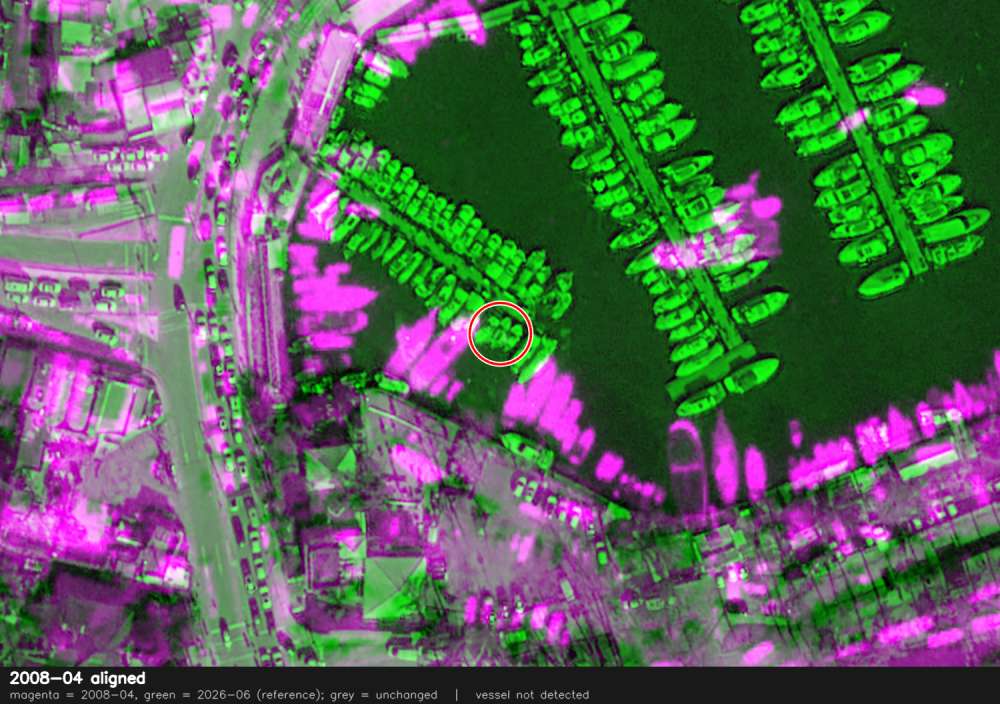 2008-04 aligned
magenta = 2008-04, green = 2026-06 (reference); grey = unchanged | vessel not detected